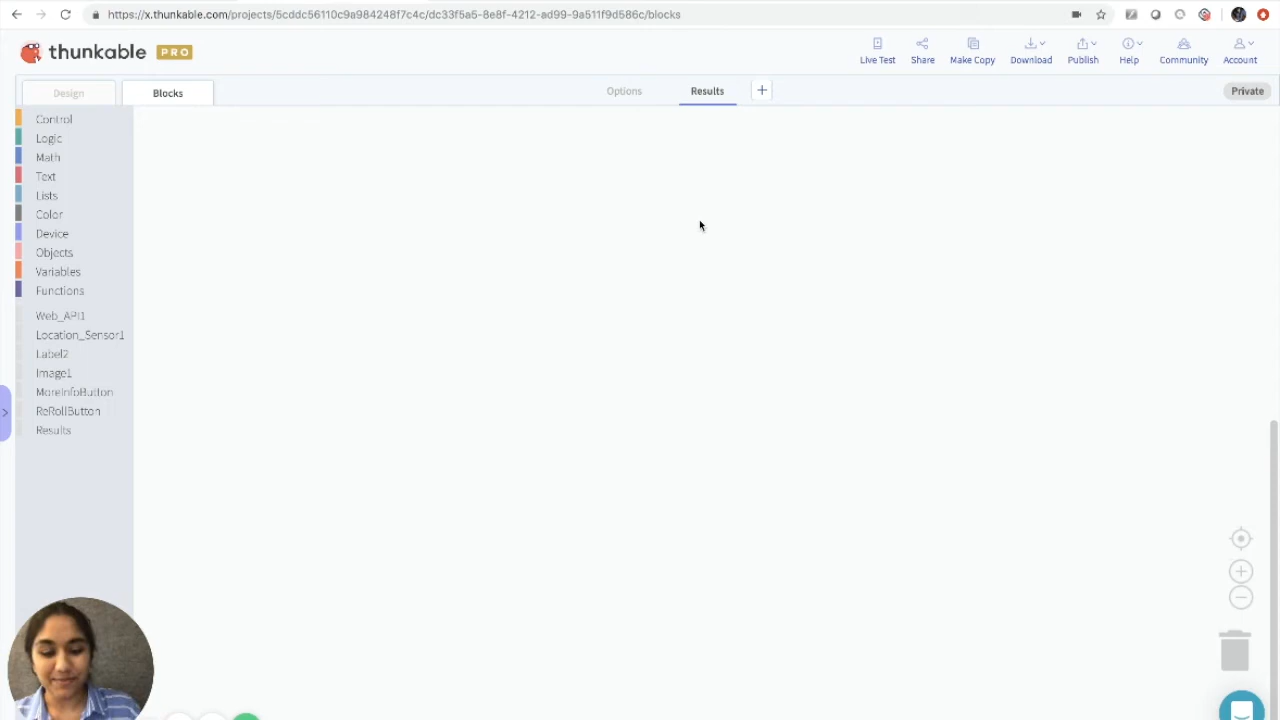 https://x.thunkable.com/projects/5cddc56110c9a984248f7c4c/dc33f5a5-8e8f-4212-ad99-9a511f9d586c/blocks
thunkable PRO
Live Test Share Make Copy Download Publish Help Community Account
Design Blocks Options Results + Private
Control
Logic
Math
Text
Lists
Color
Device
Objects
Variables
Functions
Web_API1
Location_Sensor1
Label2
Image1
MoreInfoButton
ReRollButton
Results